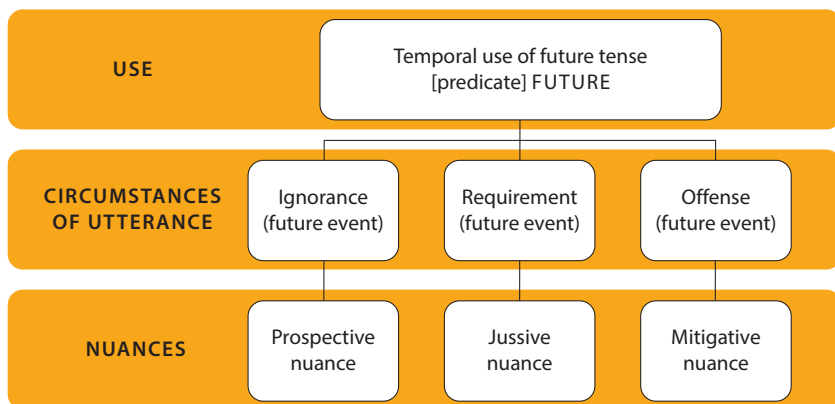 USE
Temporal use of future tense
[predicate] FUTURE
CIRCUMSTANCES
OF UTTERANCE
Ignorance
(future event)
Requirement
(future event)
Offense
(future event)
NUANCES
Prospective
nuance
Jussive
nuance
Mitigative
nuance